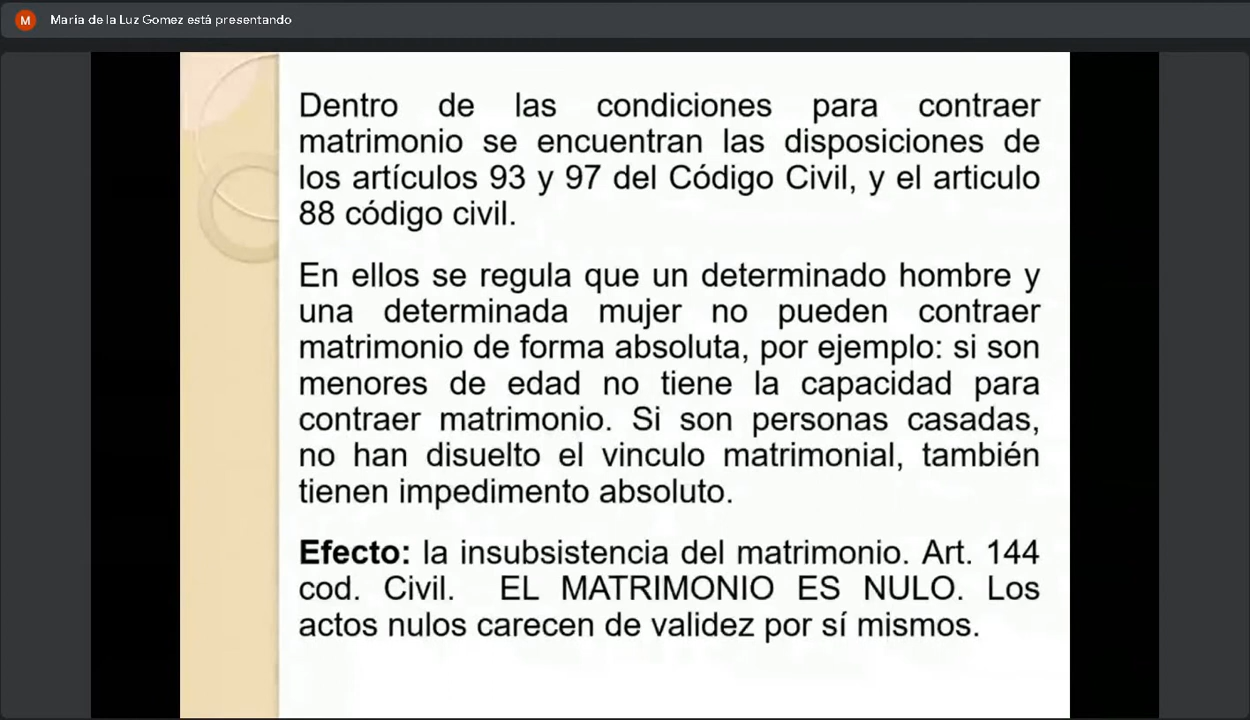 M
Maria de la Luz Gomez está presentando
Dentro de las condiciones para contraer
matrimonio se encuentran las disposiciones de
los artículos 93 y 97 del Código Civil, y el articulo
88 código civil.
En ellos se regula que un determinado hombre y
una determinada mujer no pueden contraer
matrimonio de forma absoluta, por ejemplo: si son
menores de edad no tiene la capacidad para
contraer matrimonio. Si son personas casadas,
no han disuelto el vinculo matrimonial, también
tienen impedimento absoluto.
Efecto: la insubsistencia del matrimonio. Art. 144
cod. Civil. EL MATRIMONIO ES NULO. Los
actos nulos carecen de validez por sí mismos.